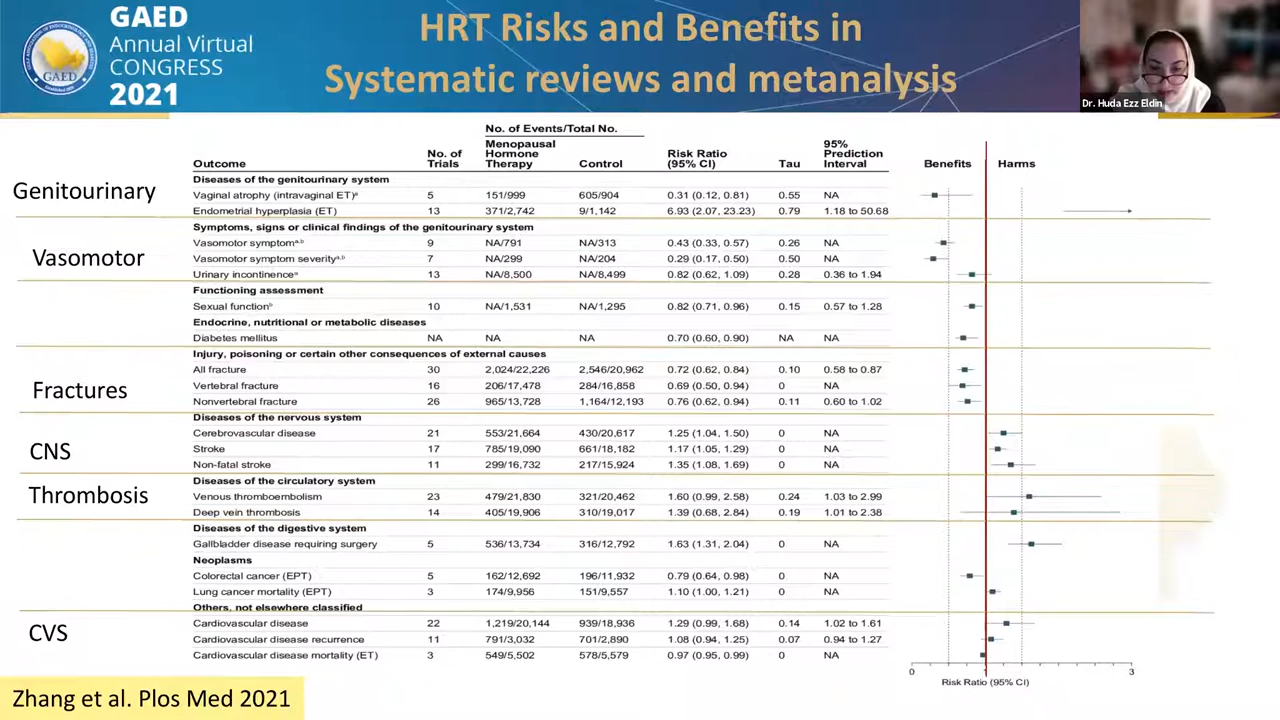 GAED
Annual Virtual
CONGRESS
2021
GAED
HRT Risks and Benefits in
Systematic reviews and metanalysis
Dr. Huda Ezz Eldin
No. of Events/Total No.
Outcome No. of Trials Menopausal Hormone Therapy Control Risk Ratio (95% CI) Tau 95% Prediction Interval Benefits Harms
Genitourinary
Diseases of the genitourinary system
Vaginal atrophy (intravaginal ET)ᵃ 5 151/999 605/904 0.31 (0.12, 0.81) 0.55 NA
Endometrial hyperplasia (ET) 13 371/2,742 9/1,142 6.93 (2.07, 23.23) 0.79 1.18 to 50.68
Vasomotor
Symptoms, signs or clinical findings of the genitourinary system
Vasomotor symptomᵃ·ᵇ 9 NA/791 NA/313 0.43 (0.33, 0.57) 0.26 NA
Vasomotor symptom severityᵃ·ᵇ 7 NA/299 NA/204 0.29 (0.17, 0.50) 0.50 NA
Urinary incontinenceᵃ 13 NA/8,500 NA/8,499 0.82 (0.62, 1.09) 0.28 0.36 to 1.94
Functioning assessment
Sexual functionᵇ 10 NA/1,531 NA/1,295 0.82 (0.71, 0.96) 0.15 0.57 to 1.28
Endocrine, nutritional or metabolic diseases
Diabetes mellitus NA NA NA 0.70 (0.60, 0.90) NA NA
Fractures
Injury, poisoning or certain other consequences of external causes
All fracture 30 2,024/22,226 2,546/20,962 0.72 (0.62, 0.84) 0.10 0.58 to 0.87
Vertebral fracture 16 206/17,478 284/16,858 0.69 (0.50, 0.94) 0 NA
Nonvertebral fracture 26 965/13,728 1,164/12,193 0.76 (0.62, 0.94) 0.11 0.60 to 1.02
CNS
Diseases of the nervous system
Cerebrovascular disease 21 553/21,664 430/20,617 1.25 (1.04, 1.50) 0 NA
Stroke 17 785/19,090 661/18,182 1.17 (1.05, 1.29) 0 NA
Non-fatal stroke 11 299/16,732 217/15,924 1.35 (1.08, 1.69) 0 NA
Thrombosis
Diseases of the circulatory system
Venous thromboembolism 23 479/21,830 321/20,462 1.60 (0.99, 2.58) 0.24 1.03 to 2.99
Deep vein thrombosis 14 405/19,906 310/19,017 1.39 (0.68, 2.84) 0.19 1.01 to 2.38
Diseases of the digestive system
Gallbladder disease requiring surgery 5 536/13,734 316/12,792 1.63 (1.31, 2.04) 0 NA
Neoplasms
Colorectal cancer (EPT) 5 162/12,692 196/11,932 0.79 (0.64, 0.98) 0 NA
Lung cancer mortality (EPT) 3 174/9,956 151/9,557 1.10 (1.00, 1.21) 0 NA
Others, not elsewhere classified
CVS
Cardiovascular disease 22 1,219/20,144 939/18,936 1.29 (0.99, 1.68) 0.14 1.02 to 1.61
Cardiovascular disease recurrence 11 791/3,032 701/2,890 1.08 (0.94, 1.25) 0.07 0.94 to 1.27
Cardiovascular disease mortality (ET) 3 549/5,502 578/5,579 0.97 (0.95, 0.99) 0 NA
0 1 3
Risk Ratio (95% CI)
Zhang et al. Plos Med 2021